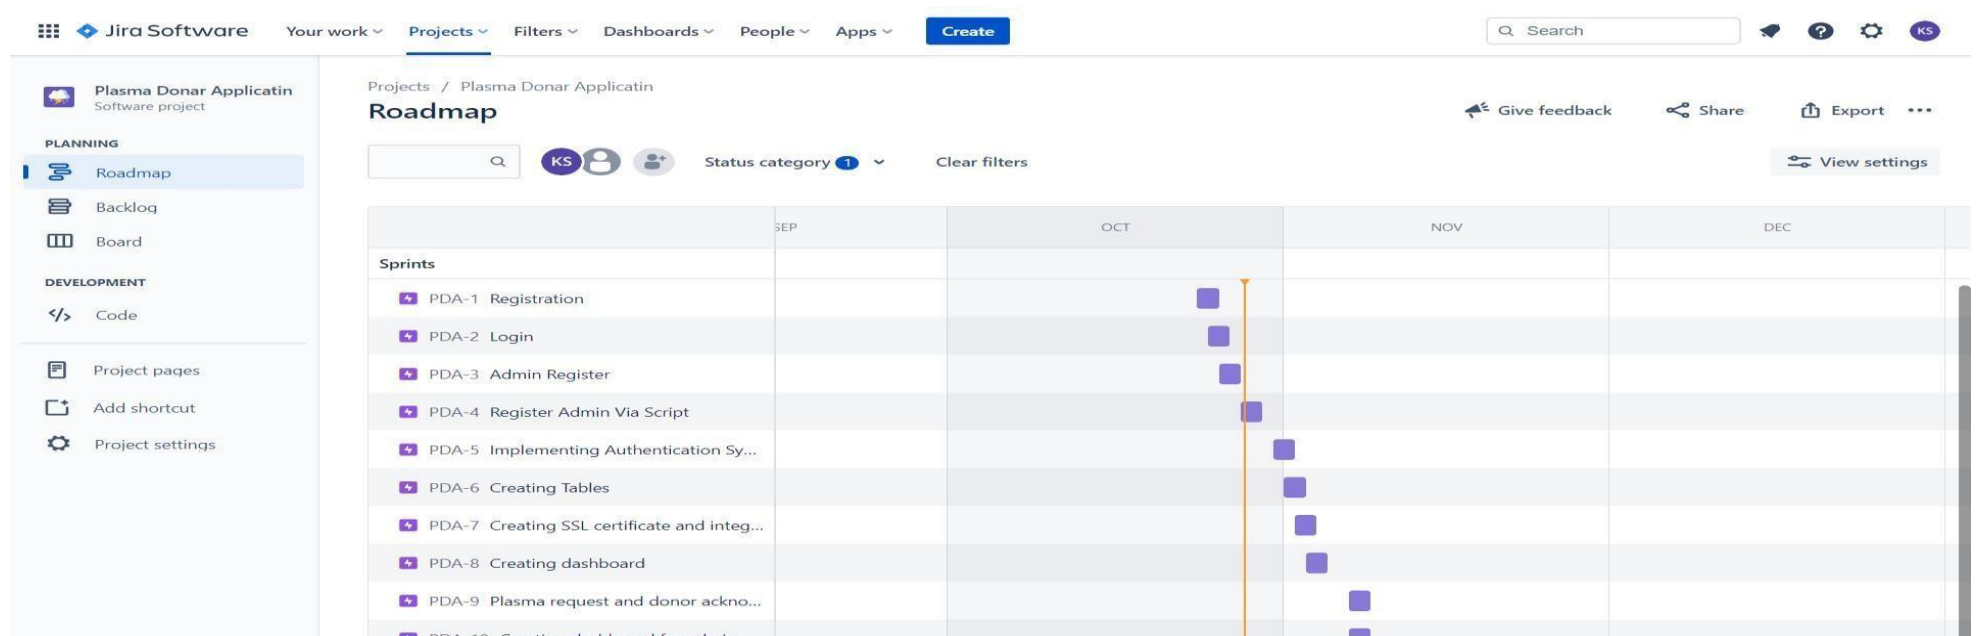 Jira Software Your work Projects Filters Dashboards People Apps Create Search KS
Plasma Donar Applicatin
Software project
PLANNING
Roadmap
Backlog
Board
DEVELOPMENT
Code
Project pages
Add shortcut
Project settings
Projects / Plasma Donar Applicatin
Roadmap
Give feedback Share Export
KS Status category 1 Clear filters View settings
SEP OCT NOV DEC
Sprints
PDA-1 Registration
PDA-2 Login
PDA-3 Admin Register
PDA-4 Register Admin Via Script
PDA-5 Implementing Authentication Sy...
PDA-6 Creating Tables
PDA-7 Creating SSL certificate and integ...
PDA-8 Creating dashboard
PDA-9 Plasma request and donor ackno...